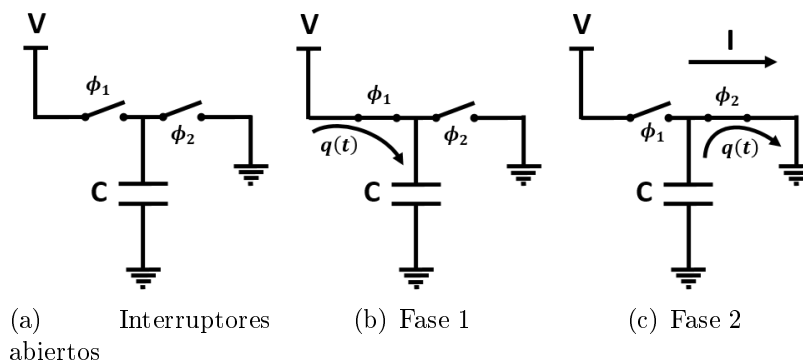 V
ϕ₁
ϕ₂
C
(a) Interruptores
abiertos
V
ϕ₁
ϕ₂
q(t)
C
(b) Fase 1
V
I
ϕ₁
ϕ₂
q(t)
C
(c) Fase 2